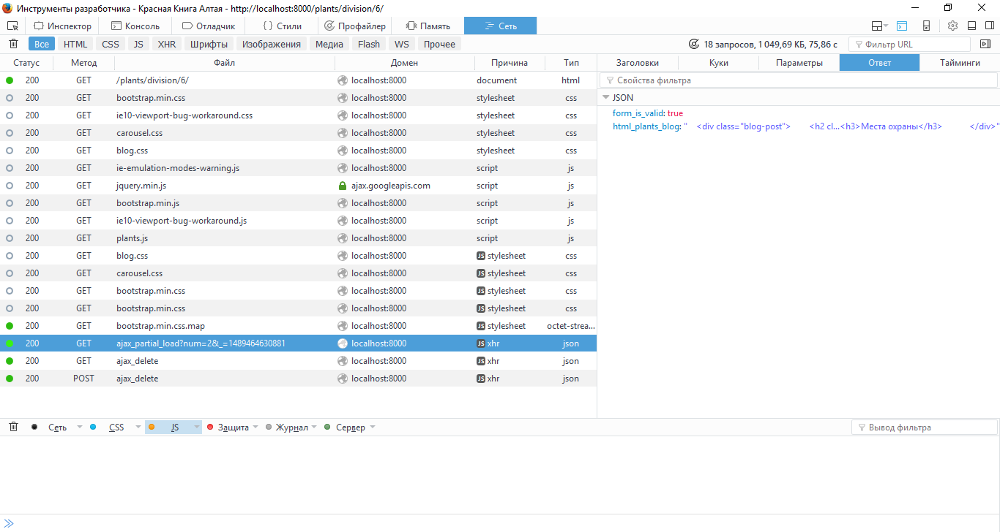 Инструменты разработчика - Красная Книга Алтая - http://localhost:8000/plants/division/6/
Инспектор Консоль Отладчик { } Стили Профайлер Память Сеть
Все HTML CSS JS XHR Шрифты Изображения Медиа Flash WS Прочее 18 запросов, 1 049,69 КБ, 75,86 с Фильтр URL
Статус Метод Файл Домен Причина Тип Заголовки Куки Параметры Ответ Тайминги
200 GET /plants/division/6/ localhost:8000 document html
200 GET bootstrap.min.css localhost:8000 stylesheet css
200 GET ie10-viewport-bug-workaround.css localhost:8000 stylesheet css
200 GET carousel.css localhost:8000 stylesheet css
200 GET blog.css localhost:8000 stylesheet css
200 GET ie-emulation-modes-warning.js localhost:8000 script js
200 GET jquery.min.js ajax.googleapis.com script js
200 GET bootstrap.min.js localhost:8000 script js
200 GET ie10-viewport-bug-workaround.js localhost:8000 script js
200 GET plants.js localhost:8000 script js
200 GET blog.css localhost:8000 JS stylesheet css
200 GET carousel.css localhost:8000 JS stylesheet css
200 GET bootstrap.min.css localhost:8000 JS stylesheet css
200 GET bootstrap.min.css localhost:8000 JS stylesheet css
200 GET bootstrap.min.css.map localhost:8000 JS stylesheet octet-strea...
200 GET ajax_partial_load?num=2&_=1489464630881 localhost:8000 JS xhr json
200 GET ajax_delete localhost:8000 JS xhr json
200 POST ajax_delete localhost:8000 JS xhr json
Свойства фильтра
JSON
form_is_valid: true
html_plants_blog: " <div class="blog-post"> <h2 cl...<h3>Места охраны</h3> </div>"
Сеть CSS JS Защита Журнал Сервер Вывод фильтра